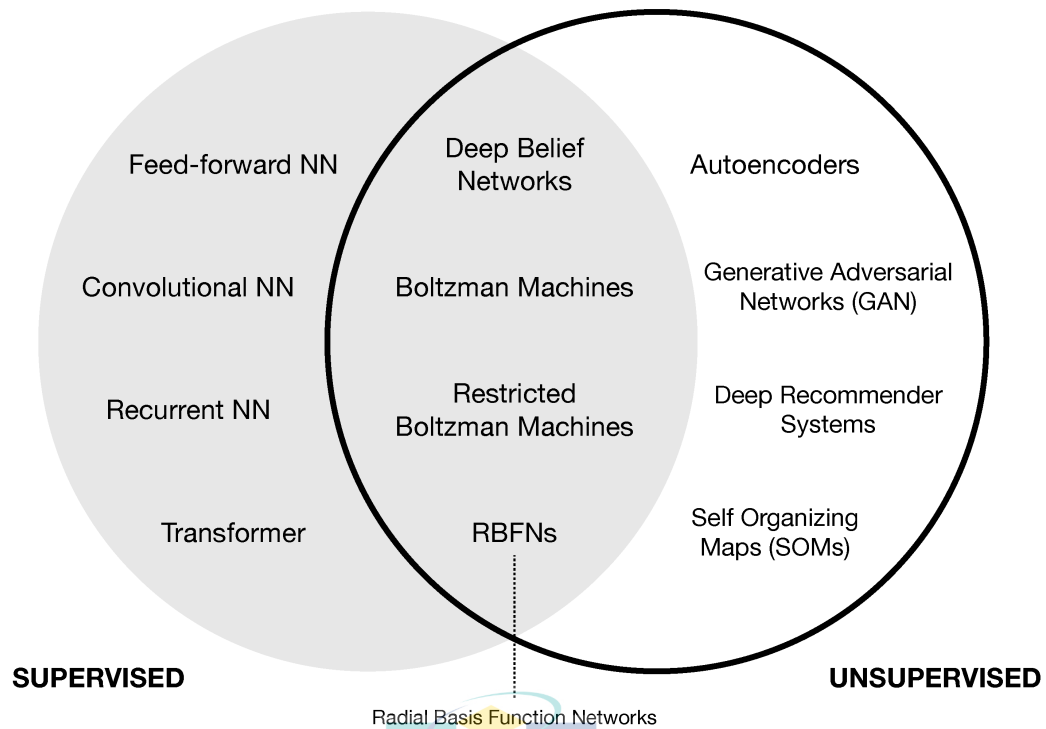 Feed-forward NN
Deep Belief
Networks
Autoencoders
Convolutional NN
Boltzman Machines
Generative Adversarial
Networks (GAN)
Recurrent NN
Restricted
Boltzman Machines
Deep Recommender
Systems
Transformer
RBFNs
Self Organizing
Maps (SOMs)
SUPERVISED
UNSUPERVISED
Radial Basis Function Networks